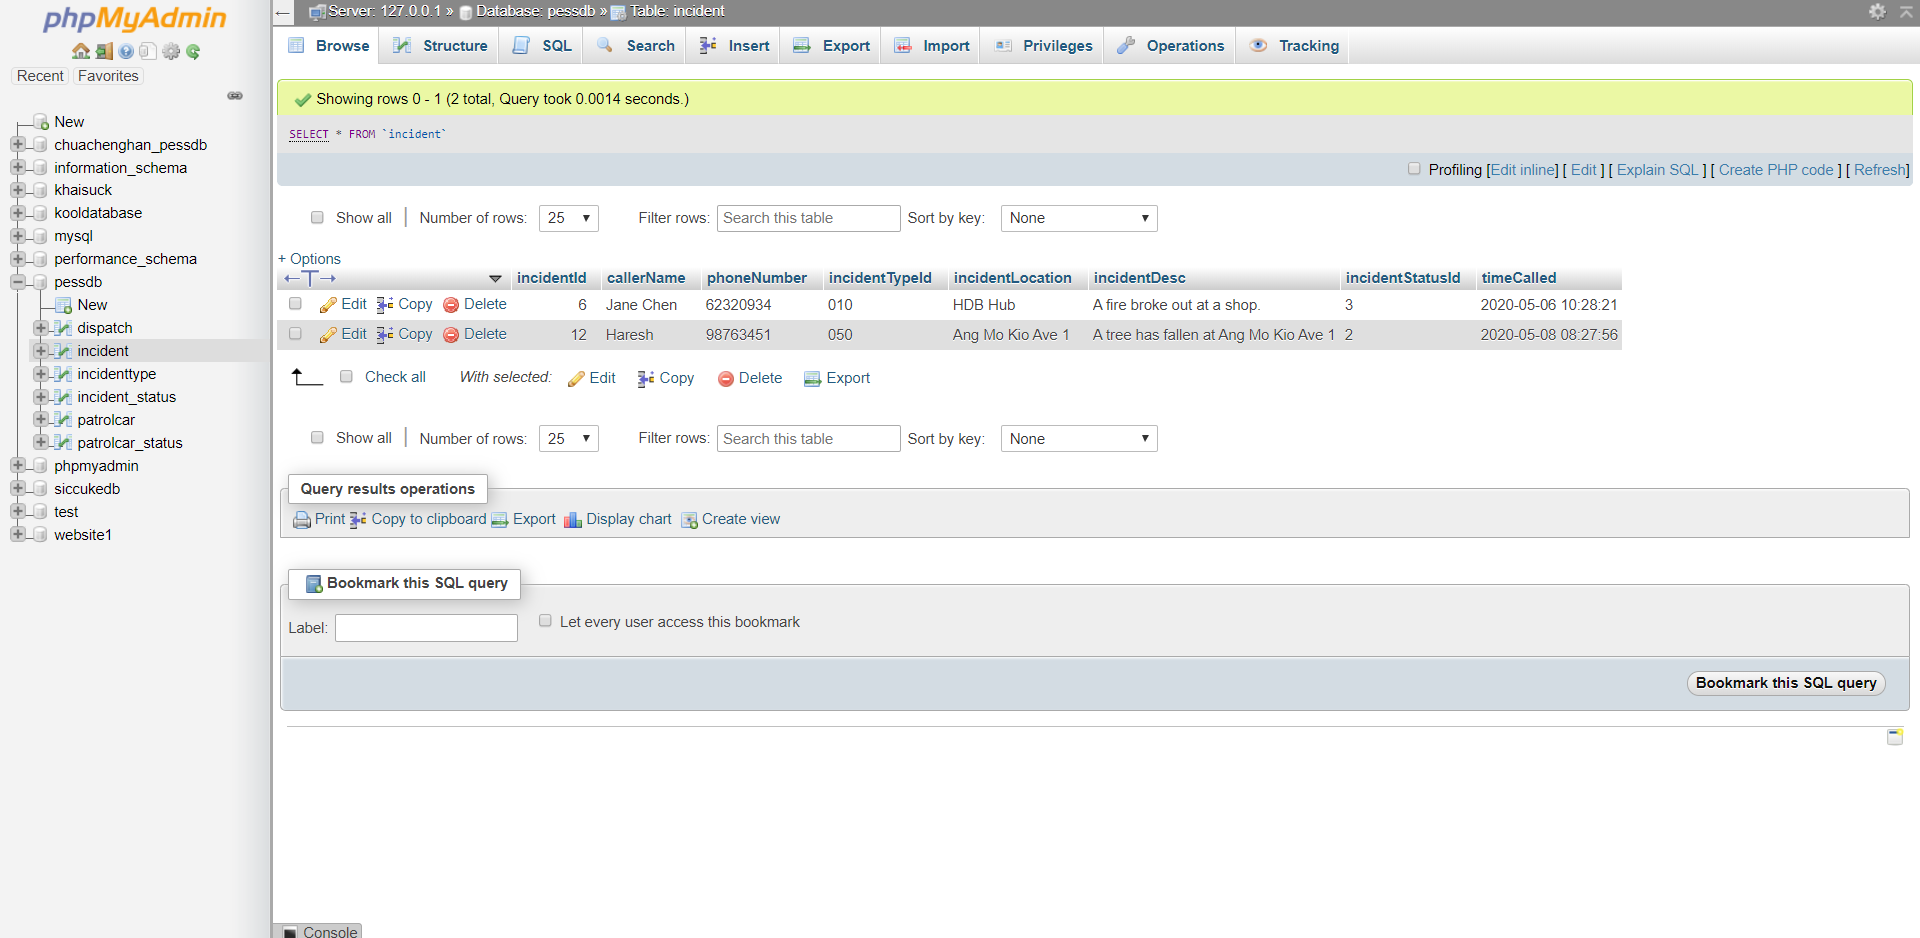 phpMyAdmin
Recent Favorites
New
chuachenghan_pessdb
information_schema
khaisuck
kooldatabase
mysql
performance_schema
pessdb
New
dispatch
incident
incidenttype
incident_status
patrolcar
patrolcar_status
phpmyadmin
siccukedb
test
website1
Server: 127.0.0.1 » Database: pessdb » Table: incident
Browse Structure SQL Search Insert Export Import Privileges Operations Tracking
Showing rows 0 - 1 (2 total, Query took 0.0014 seconds.)
SELECT * FROM `incident`
Profiling [Edit inline] [ Edit ] [ Explain SQL ] [ Create PHP code ] [ Refresh]
Show all | Number of rows: 25 Filter rows: Search this table Sort by key: None
+ Options
←T→ incidentId callerName phoneNumber incidentTypeId incidentLocation incidentDesc incidentStatusId timeCalled
Edit Copy Delete 6 Jane Chen 62320934 010 HDB Hub A fire broke out at a shop. 3 2020-05-06 10:28:21
Edit Copy Delete 12 Haresh 98763451 050 Ang Mo Kio Ave 1 A tree has fallen at Ang Mo Kio Ave 1 2 2020-05-08 08:27:56
Check all With selected: Edit Copy Delete Export
Show all | Number of rows: 25 Filter rows: Search this table Sort by key: None
Query results operations
Print Copy to clipboard Export Display chart Create view
Bookmark this SQL query
Label: Let every user access this bookmark
Bookmark this SQL query
Console